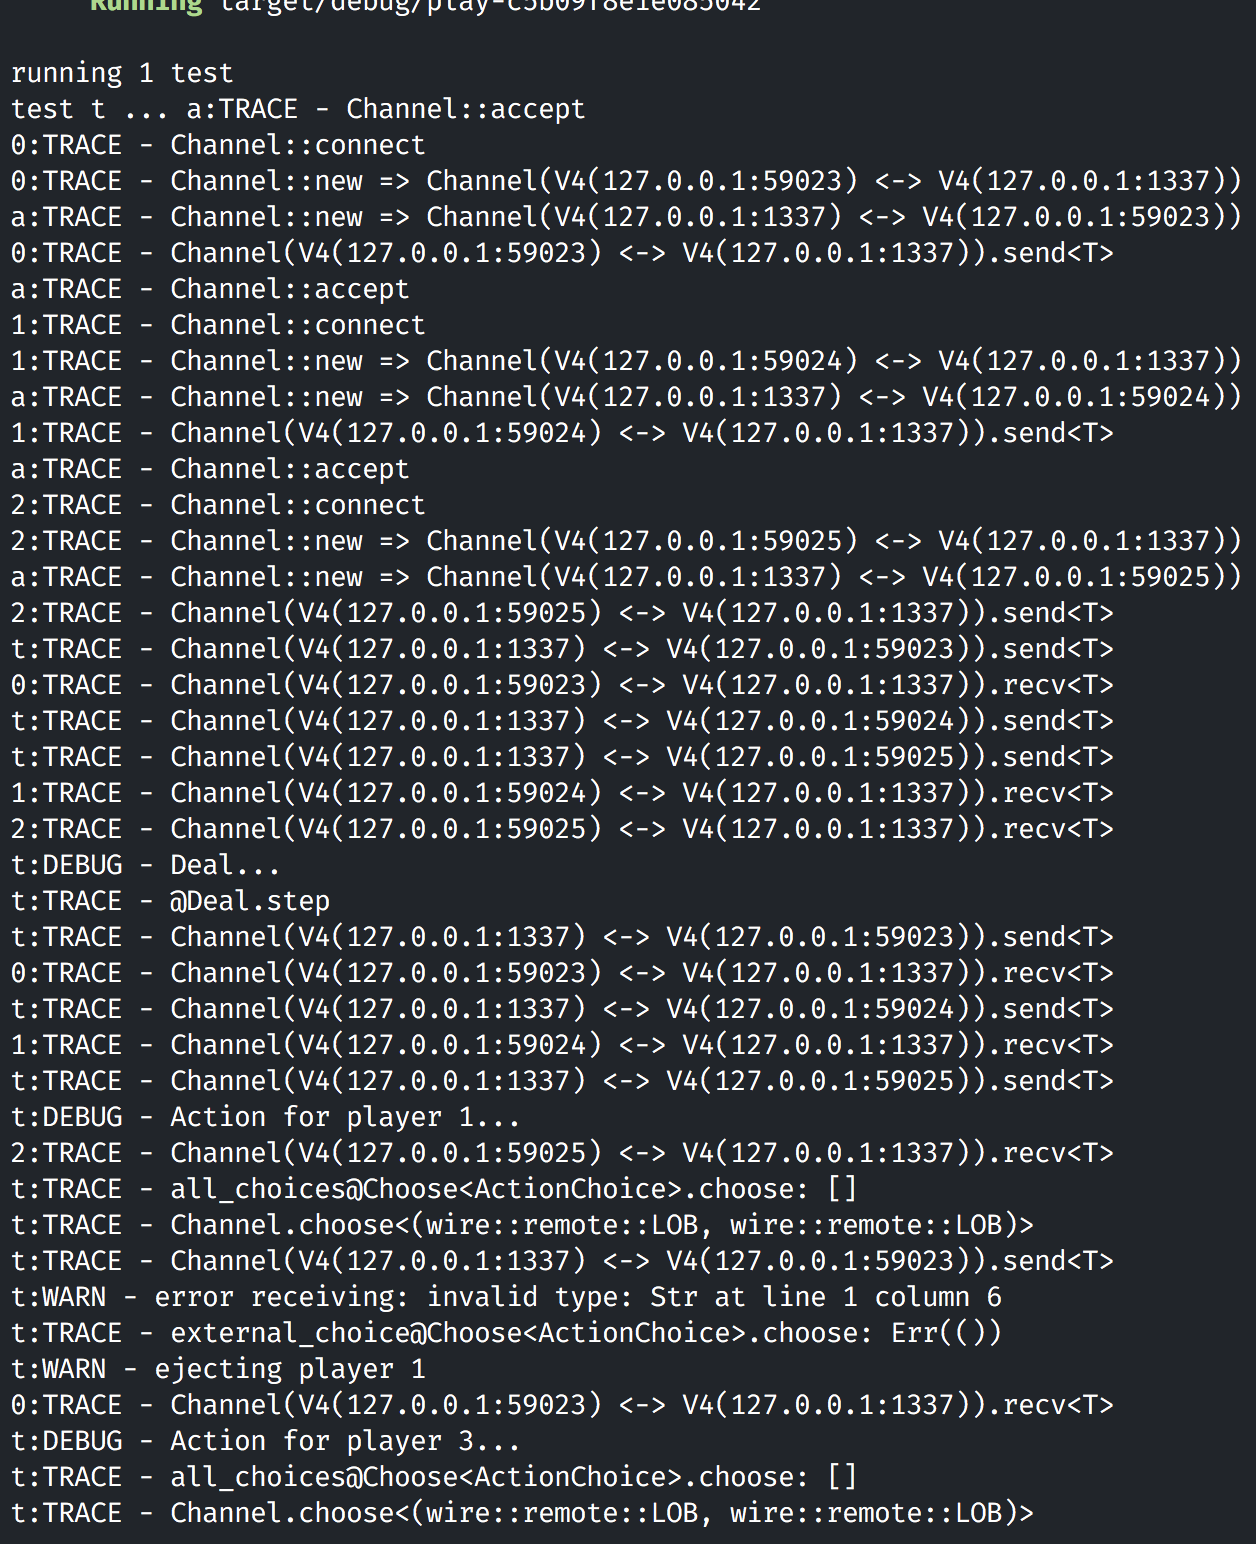 Running target/debug/play-c5b09f8e1e085042
running 1 test
test t ... a:TRACE - Channel::accept
0:TRACE - Channel::connect
0:TRACE - Channel::new => Channel(V4(127.0.0.1:59023) <-> V4(127.0.0.1:1337))
a:TRACE - Channel::new => Channel(V4(127.0.0.1:1337) <-> V4(127.0.0.1:59023))
0:TRACE - Channel(V4(127.0.0.1:59023) <-> V4(127.0.0.1:1337)).send<T>
a:TRACE - Channel::accept
1:TRACE - Channel::connect
1:TRACE - Channel::new => Channel(V4(127.0.0.1:59024) <-> V4(127.0.0.1:1337))
a:TRACE - Channel::new => Channel(V4(127.0.0.1:1337) <-> V4(127.0.0.1:59024))
1:TRACE - Channel(V4(127.0.0.1:59024) <-> V4(127.0.0.1:1337)).send<T>
a:TRACE - Channel::accept
2:TRACE - Channel::connect
2:TRACE - Channel::new => Channel(V4(127.0.0.1:59025) <-> V4(127.0.0.1:1337))
a:TRACE - Channel::new => Channel(V4(127.0.0.1:1337) <-> V4(127.0.0.1:59025))
2:TRACE - Channel(V4(127.0.0.1:59025) <-> V4(127.0.0.1:1337)).send<T>
t:TRACE - Channel(V4(127.0.0.1:1337) <-> V4(127.0.0.1:59023)).send<T>
0:TRACE - Channel(V4(127.0.0.1:59023) <-> V4(127.0.0.1:1337)).recv<T>
t:TRACE - Channel(V4(127.0.0.1:1337) <-> V4(127.0.0.1:59024)).send<T>
t:TRACE - Channel(V4(127.0.0.1:1337) <-> V4(127.0.0.1:59025)).send<T>
1:TRACE - Channel(V4(127.0.0.1:59024) <-> V4(127.0.0.1:1337)).recv<T>
2:TRACE - Channel(V4(127.0.0.1:59025) <-> V4(127.0.0.1:1337)).recv<T>
t:DEBUG - Deal...
t:TRACE - @Deal.step
t:TRACE - Channel(V4(127.0.0.1:1337) <-> V4(127.0.0.1:59023)).send<T>
0:TRACE - Channel(V4(127.0.0.1:59023) <-> V4(127.0.0.1:1337)).recv<T>
t:TRACE - Channel(V4(127.0.0.1:1337) <-> V4(127.0.0.1:59024)).send<T>
1:TRACE - Channel(V4(127.0.0.1:59024) <-> V4(127.0.0.1:1337)).recv<T>
t:TRACE - Channel(V4(127.0.0.1:1337) <-> V4(127.0.0.1:59025)).send<T>
t:DEBUG - Action for player 1...
2:TRACE - Channel(V4(127.0.0.1:59025) <-> V4(127.0.0.1:1337)).recv<T>
t:TRACE - all_choices@Choose<ActionChoice>.choose: []
t:TRACE - Channel.choose<(wire::remote::LOB, wire::remote::LOB)>
t:TRACE - Channel(V4(127.0.0.1:1337) <-> V4(127.0.0.1:59023)).send<T>
t:WARN - error receiving: invalid type: Str at line 1 column 6
t:TRACE - external_choice@Choose<ActionChoice>.choose: Err(())
t:WARN - ejecting player 1
0:TRACE - Channel(V4(127.0.0.1:59023) <-> V4(127.0.0.1:1337)).recv<T>
t:DEBUG - Action for player 3...
t:TRACE - all_choices@Choose<ActionChoice>.choose: []
t:TRACE - Channel.choose<(wire::remote::LOB, wire::remote::LOB)>